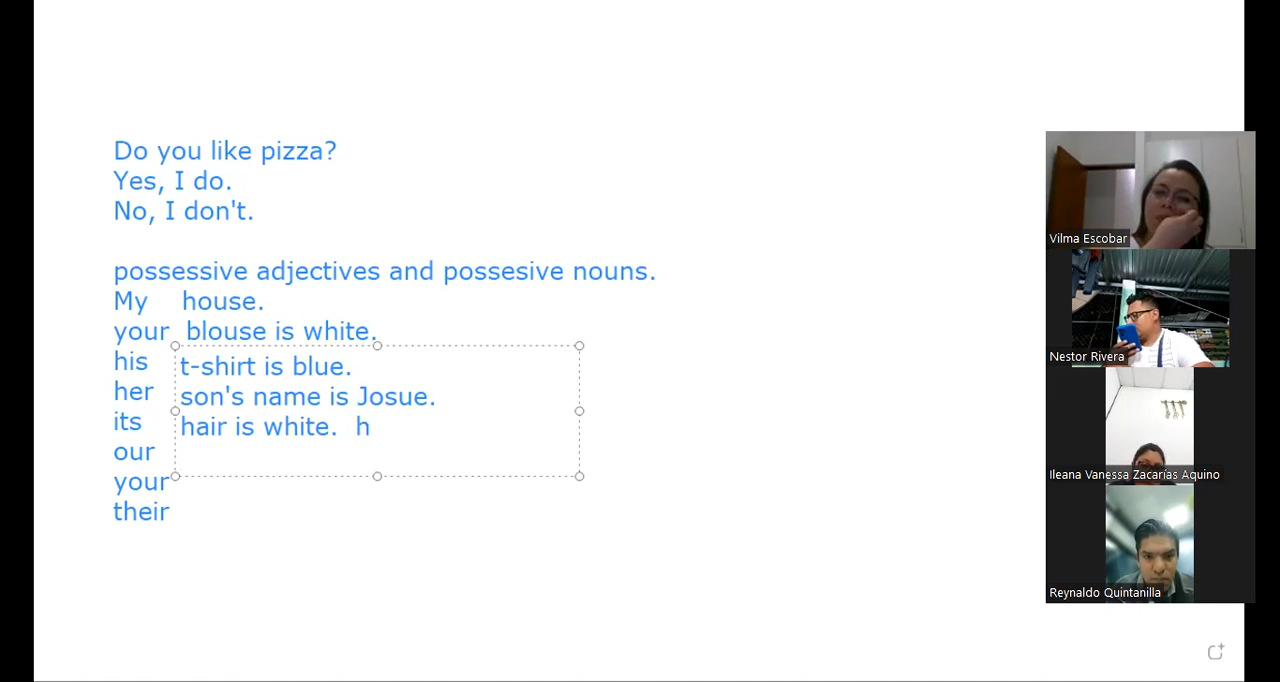 Do you like pizza?
Yes, I do.
No, I don't.
possessive adjectives and possesive nouns.
My house.
your blouse is white.
his t-shirt is blue.
her son's name is Josue.
its hair is white. h
our
your
their
Vilma Escobar
Nestor Rivera
Ileana Vanessa Zacarías Aquino
Reynaldo Quintanilla